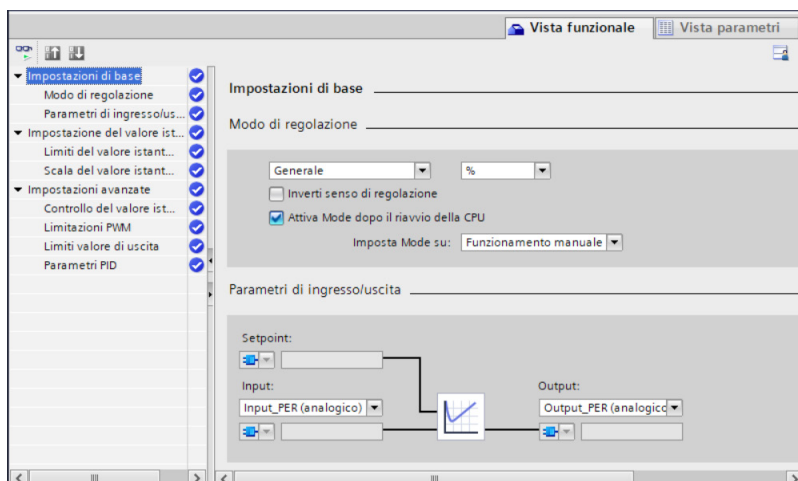 Vista funzionale
Vista parametri
Impostazioni di base
Modo di regolazione
Parametri di ingresso/us...
Impostazione del valore ist...
Limiti del valore istant...
Scala del valore istant...
Impostazioni avanzate
Controllo del valore ist...
Limitazioni PWM
Limiti valore di uscita
Parametri PID
Impostazioni di base
Modo di regolazione
Generale
%
Inverti senso di regolazione
Attiva Mode dopo il riavvio della CPU
Imposta Mode su: Funzionamento manuale
Parametri di ingresso/uscita
Setpoint:
Input:
Output:
Input_PER (analogico)
Output_PER (analogico